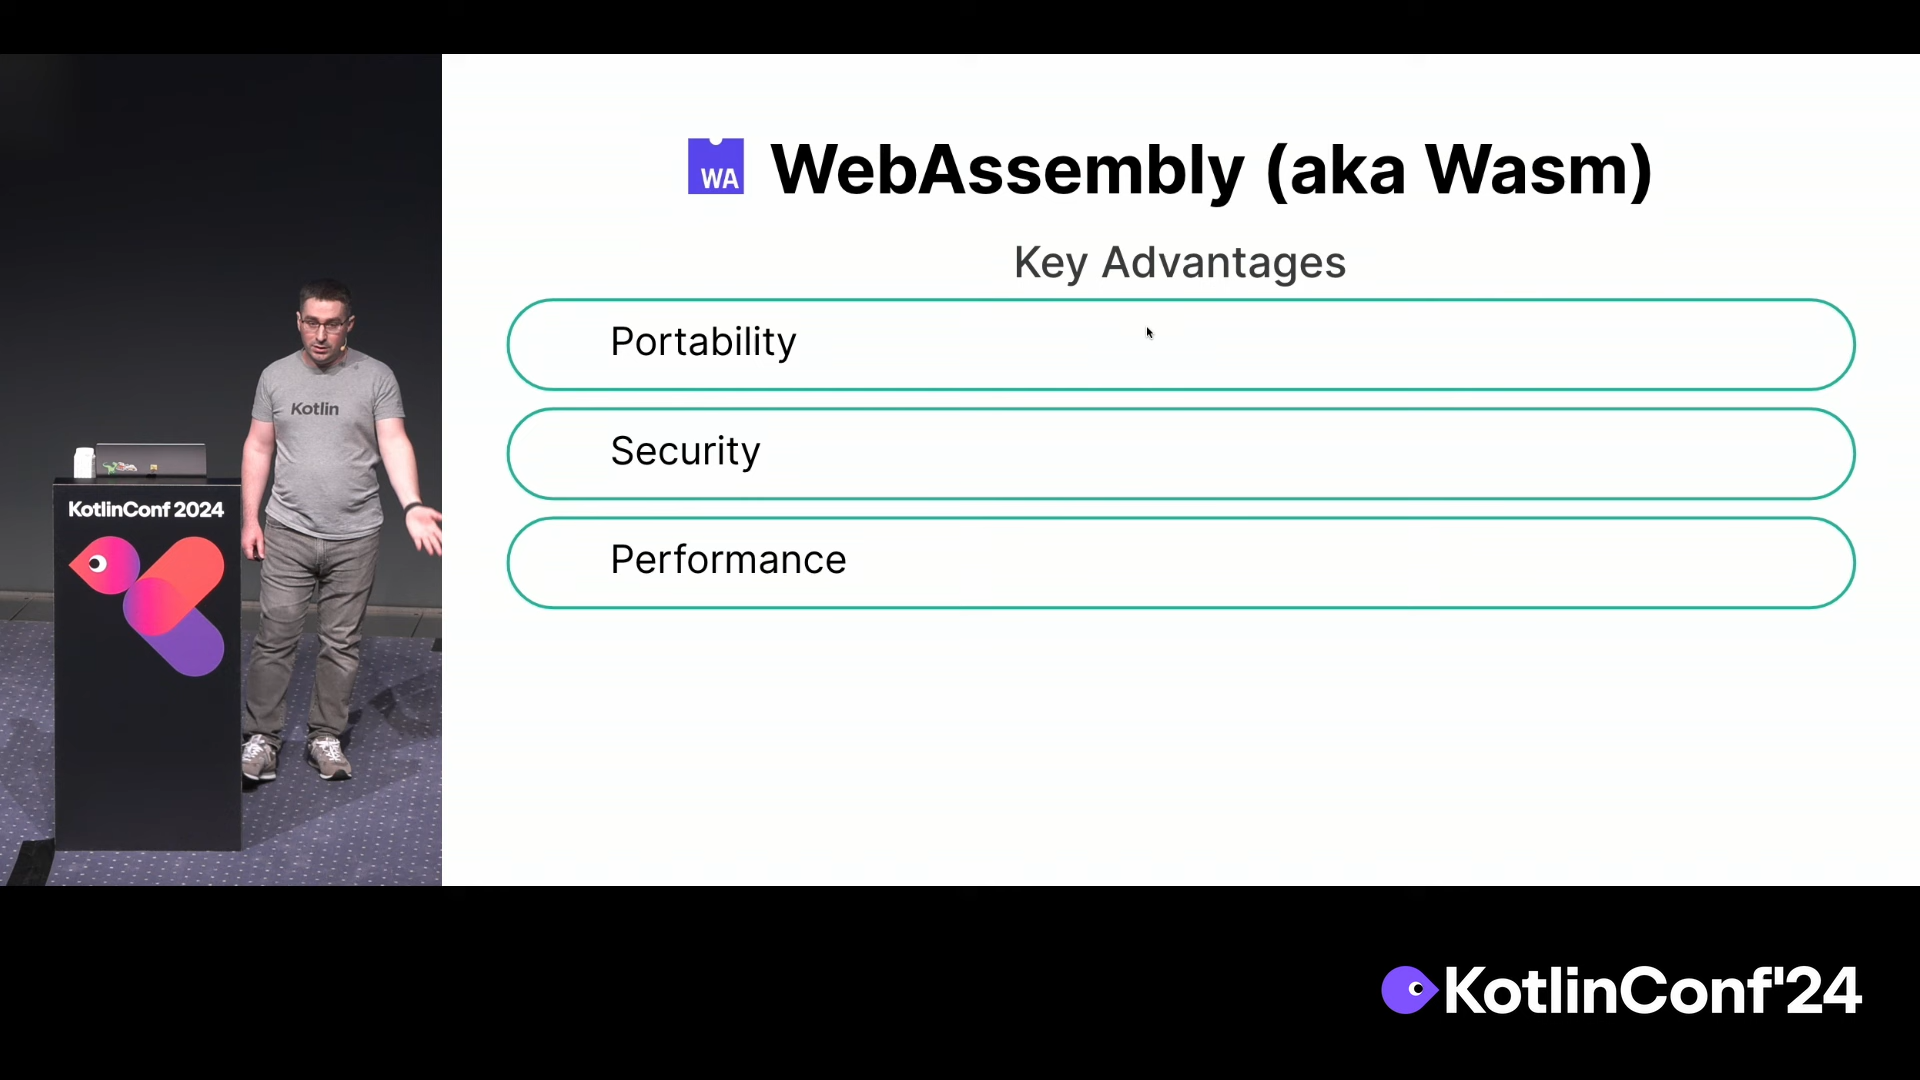 WA WebAssembly (aka Wasm)
Key Advantages
Portability
Security
Performance
Kotlin
KotlinConf 2024
KotlinConf'24